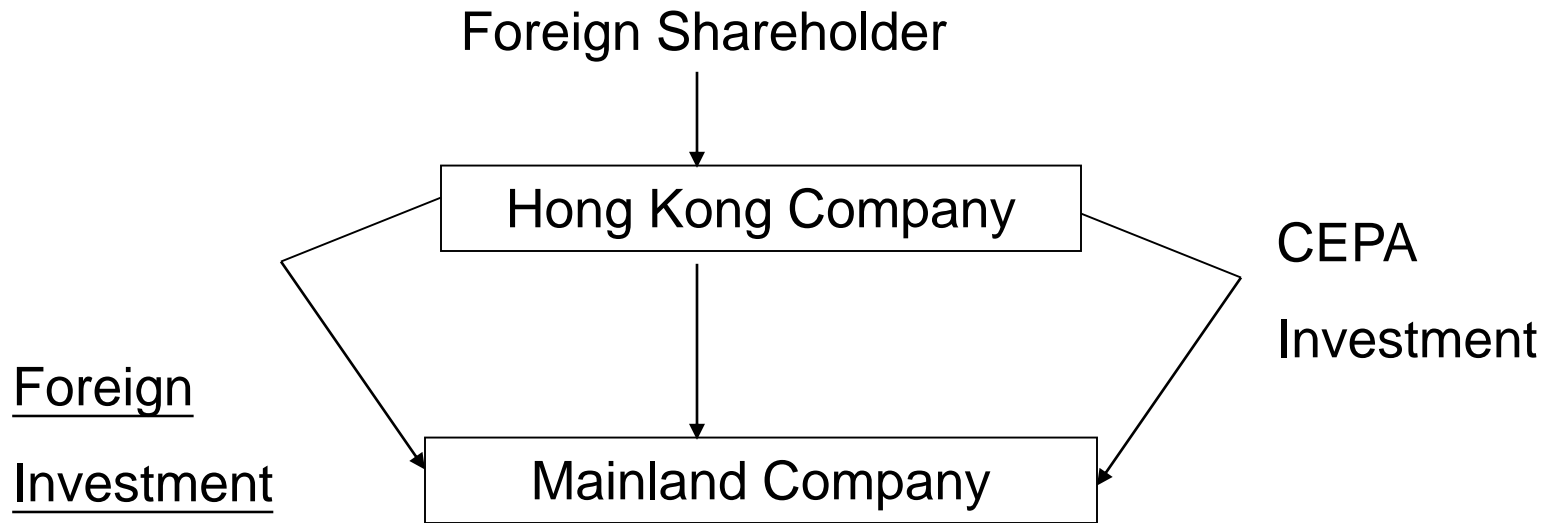 Foreign Shareholder
Hong Kong Company
CEPA
Investment
Foreign
Investment
Mainland Company